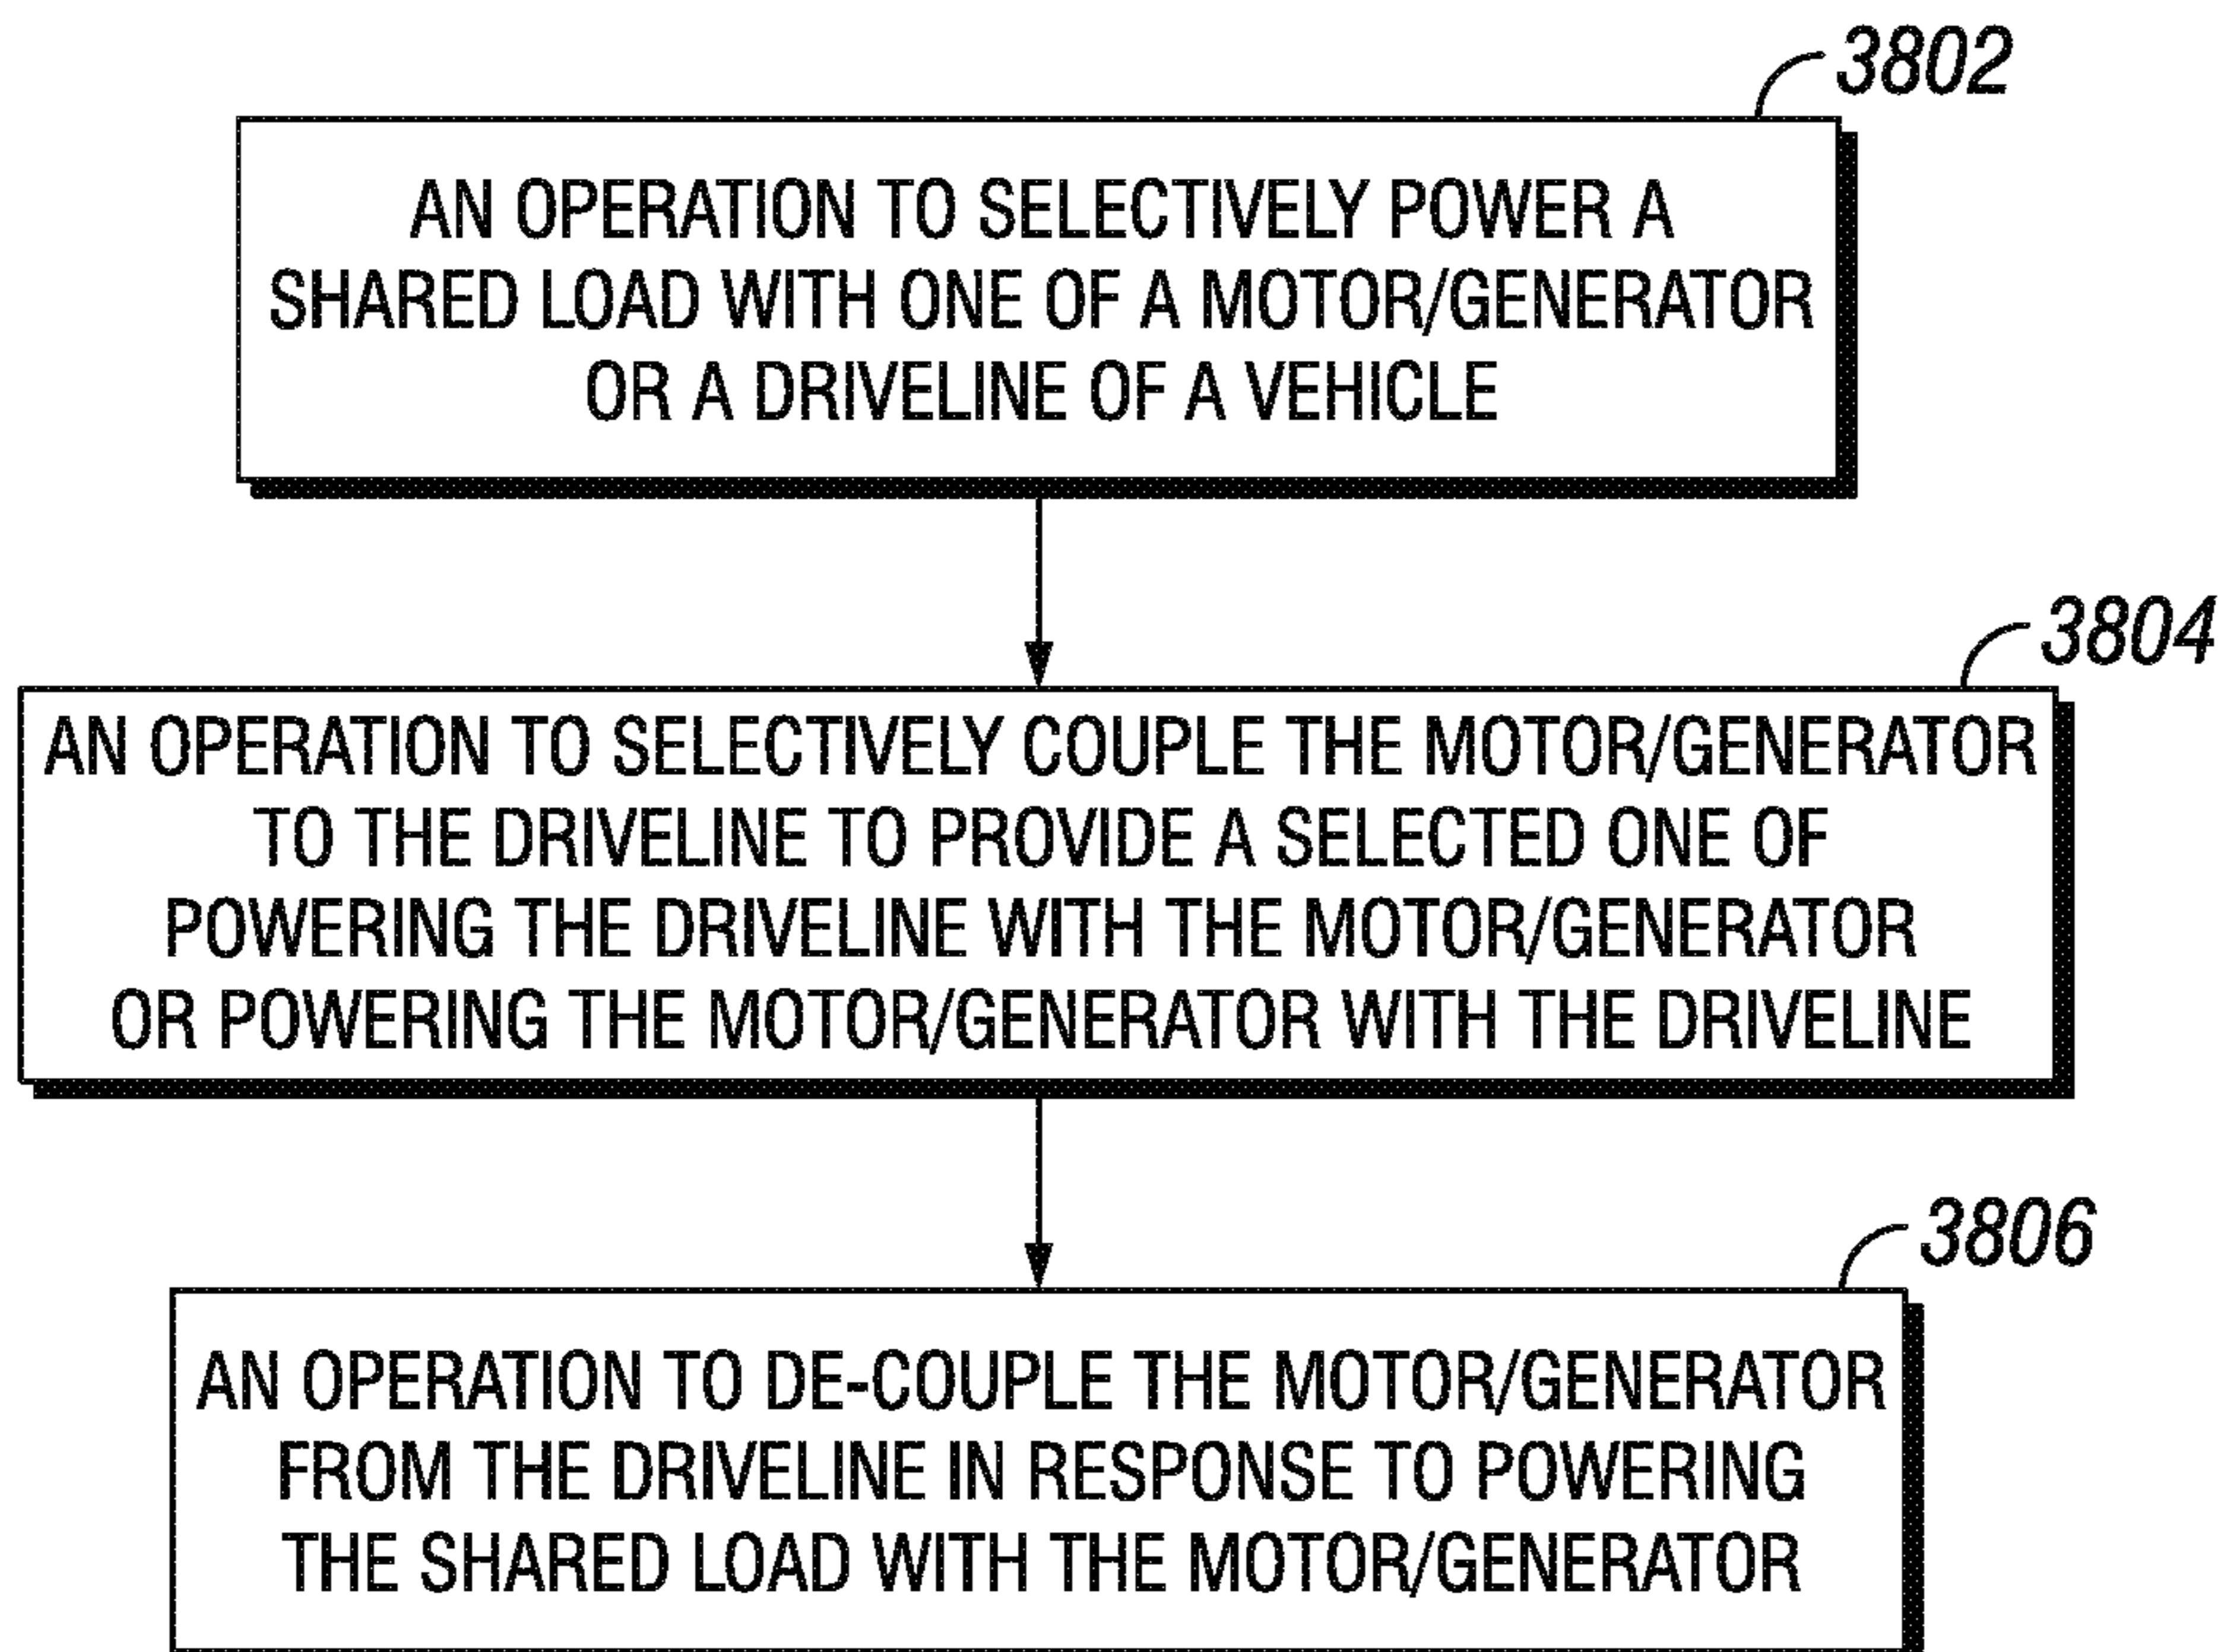 3802
AN OPERATION TO SELECTIVELY POWER A
SHARED LOAD WITH ONE OF A MOTOR/GENERATOR
OR A DRIVELINE OF A VEHICLE
3804
AN OPERATION TO SELECTIVELY COUPLE THE MOTOR/GENERATOR
TO THE DRIVELINE TO PROVIDE A SELECTED ONE OF
POWERING THE DRIVELINE WITH THE MOTOR/GENERATOR
OR POWERING THE MOTOR/GENERATOR WITH THE DRIVELINE
3806
AN OPERATION TO DE-COUPLE THE MOTOR/GENERATOR
FROM THE DRIVELINE IN RESPONSE TO POWERING
THE SHARED LOAD WITH THE MOTOR/GENERATOR